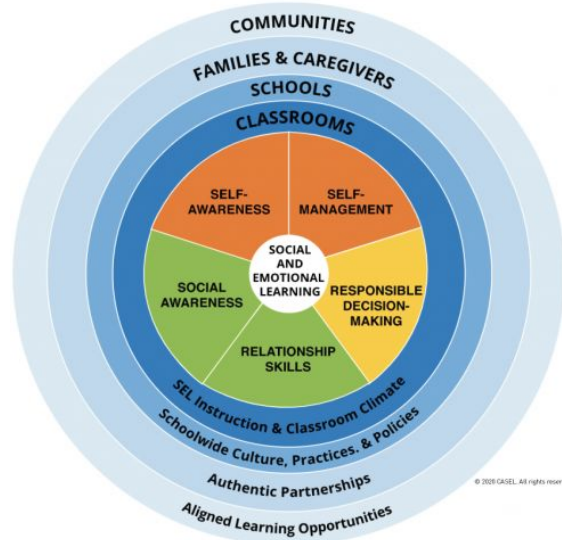 COMMUNITIES
FAMILIES & CAREGIVERS
SCHOOLS
CLASSROOMS
SELF-
AWARENESS
SELF-
MANAGEMENT
SOCIAL
AND
EMOTIONAL
LEARNING
SOCIAL
AWARENESS
RESPONSIBLE
DECISION-
MAKING
RELATIONSHIP
SKILLS
SEL Instruction & Classroom Climate
Schoolwide Culture, Practices. & Policies
Authentic Partnerships
Aligned Learning Opportunities
© 2020 CASEL. All rights reser